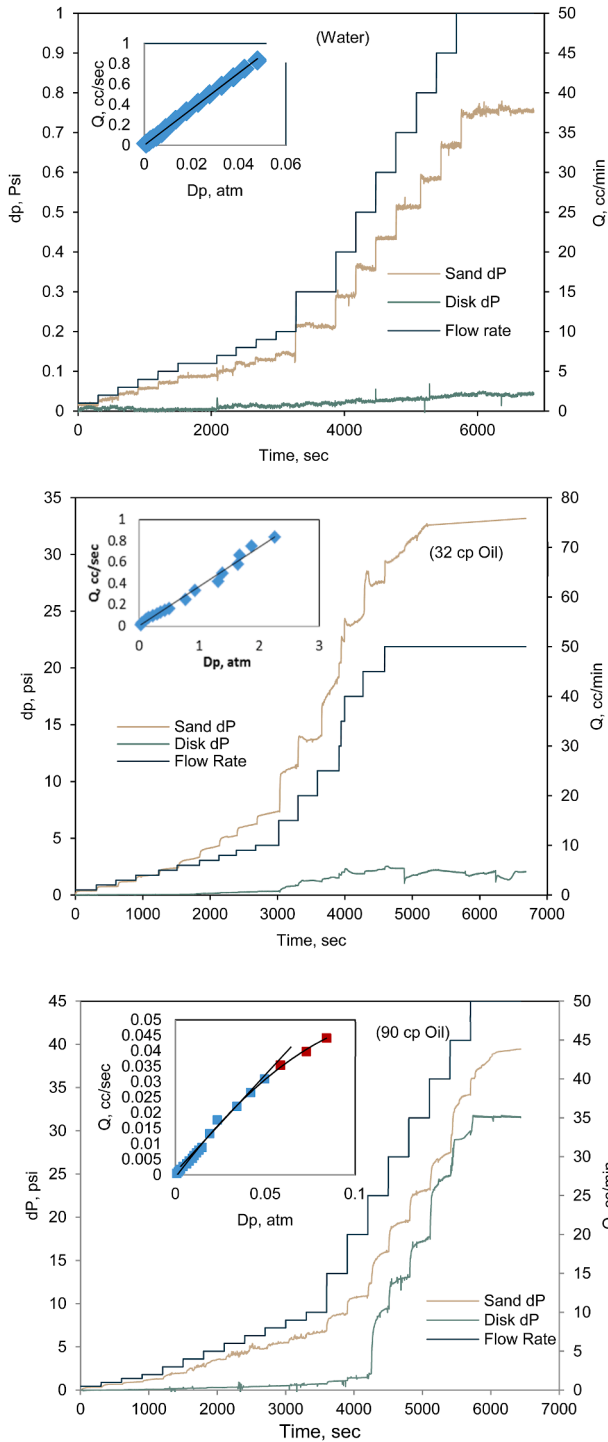 (Water)
dp, Psi
1
0.9
0.8
0.7
0.6
0.5
0.4
0.3
0.2
0.1
0
Q, cc/sec
1
0.8
0.6
0.4
0.2
0
0 0.02 0.04 0.06
Dp, atm
Sand dP
Disk dP
Flow rate
50
45
40
35
30
25
20
15
10
5
0
Q, cc/min
0 2000 4000 6000
Time, sec
(32 cp Oil)
dp, psi
35
30
25
20
15
10
5
0
Q, cc/sec
1
0.8
0.6
0.4
0.2
0
0 1 2 3
Dp, atm
Sand dP
Disk dP
Flow Rate
80
70
60
50
40
30
20
10
0
Q, cc/min
0 1000 2000 3000 4000 5000 6000 7000
Time, sec
(90 cp Oil)
dP, psi
45
40
35
30
25
20
15
10
5
0
Q, cc/sec
0.05
0.045
0.04
0.035
0.03
0.025
0.02
0.015
0.01
0.005
0
0 0.05 0.1
Dp, atm
Sand dP
Disk dP
Flow Rate
50
45
40
35
30
25
20
15
10
5
0
Q, cc/min
0 1000 2000 3000 4000 5000 6000 7000
Time, sec